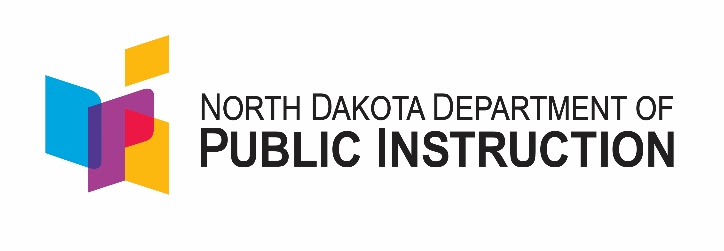 NORTH DAKOTA DEPARTMENT OF
PUBLIC INSTRUCTION